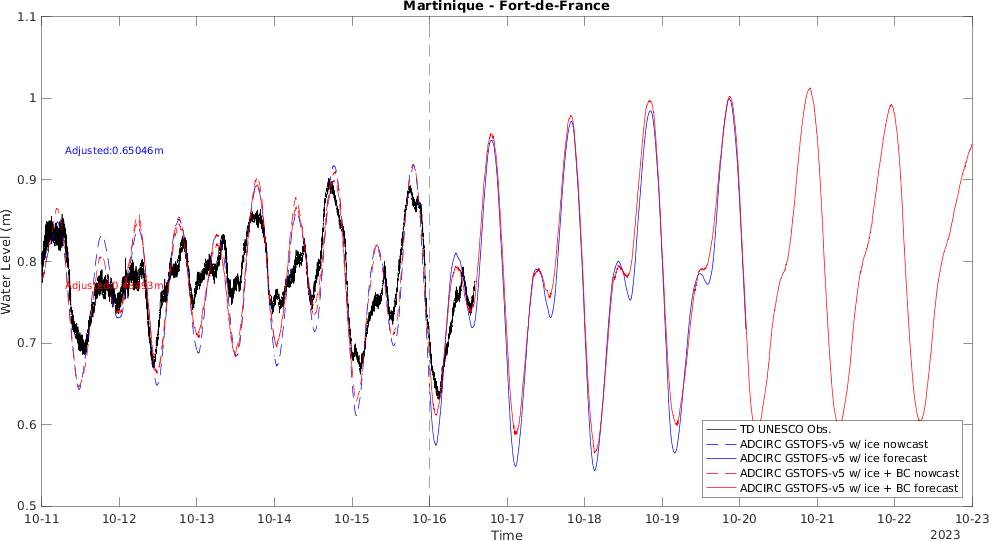 Martinique - Fort-de-France
1.1
1
0.9
0.8
0.7
0.6
0.5
Water Level (m)
Adjusted:0.65046m
10-11
10-12
10-13
10-14
10-15
10-16
10-17
10-18
10-19
10-20
10-21
10-22
10-23
Time
2023
TD UNESCO Obs.
ADCIRC GSTOFS-v5 w/ ice nowcast
ADCIRC GSTOFS-v5 w/ ice forecast
ADCIRC GSTOFS-v5 w/ ice + BC nowcast
ADCIRC GSTOFS-v5 w/ ice + BC forecast